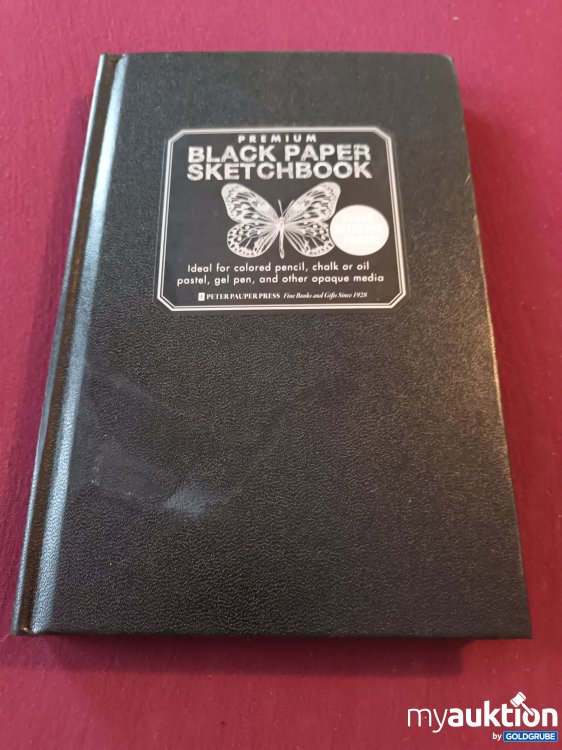 PREMIUM
BLACK PAPER
SKETCHBOOK
Ideal for colored pencil, chalk or oil
pastel, gel pen, and other opaque media
PETER PAUPER PRESS Fine Books and Gifts Since 1928
myauktion
by GOLDGRUBE